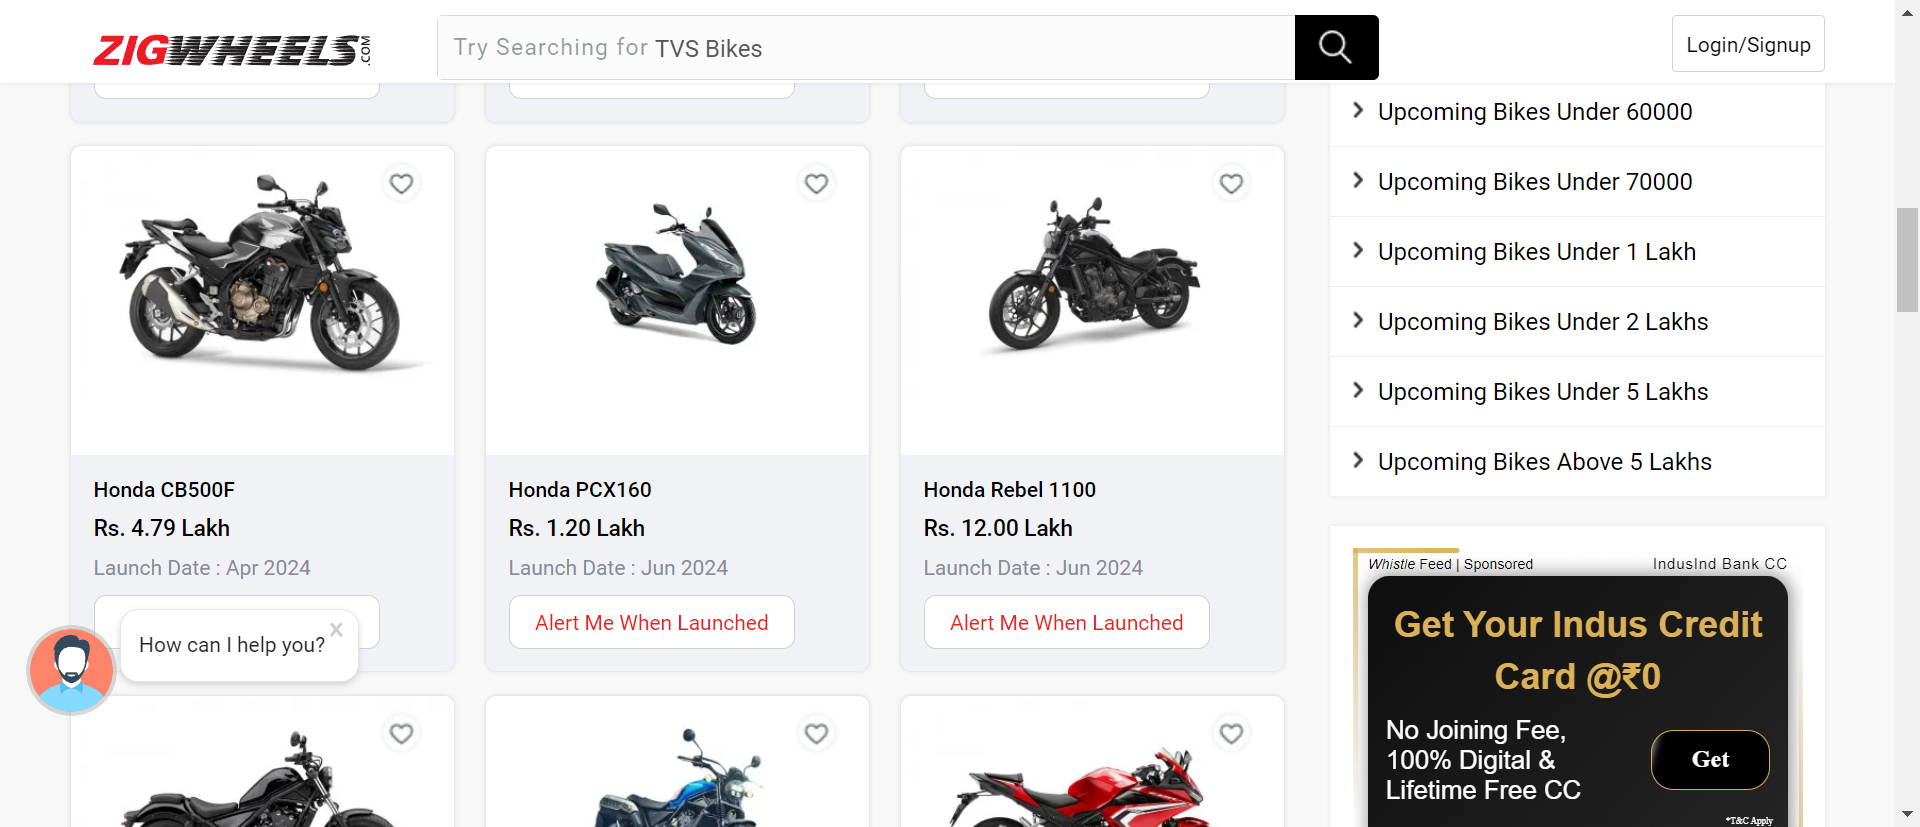 ZIGWHEELS.COM
Try Searching for TVS Bikes
Login/Signup
Honda CB500F
Rs. 4.79 Lakh
Launch Date : Apr 2024
Honda PCX160
Rs. 1.20 Lakh
Launch Date : Jun 2024
Alert Me When Launched
Honda Rebel 1100
Rs. 12.00 Lakh
Launch Date : Jun 2024
Alert Me When Launched
How can I help you?
Upcoming Bikes Under 60000
Upcoming Bikes Under 70000
Upcoming Bikes Under 1 Lakh
Upcoming Bikes Under 2 Lakhs
Upcoming Bikes Under 5 Lakhs
Upcoming Bikes Above 5 Lakhs
Whistle Feed | Sponsored
IndusInd Bank CC
Get Your Indus Credit
Card @₹0
No Joining Fee,
100% Digital &
Lifetime Free CC
Get
*T&C Apply